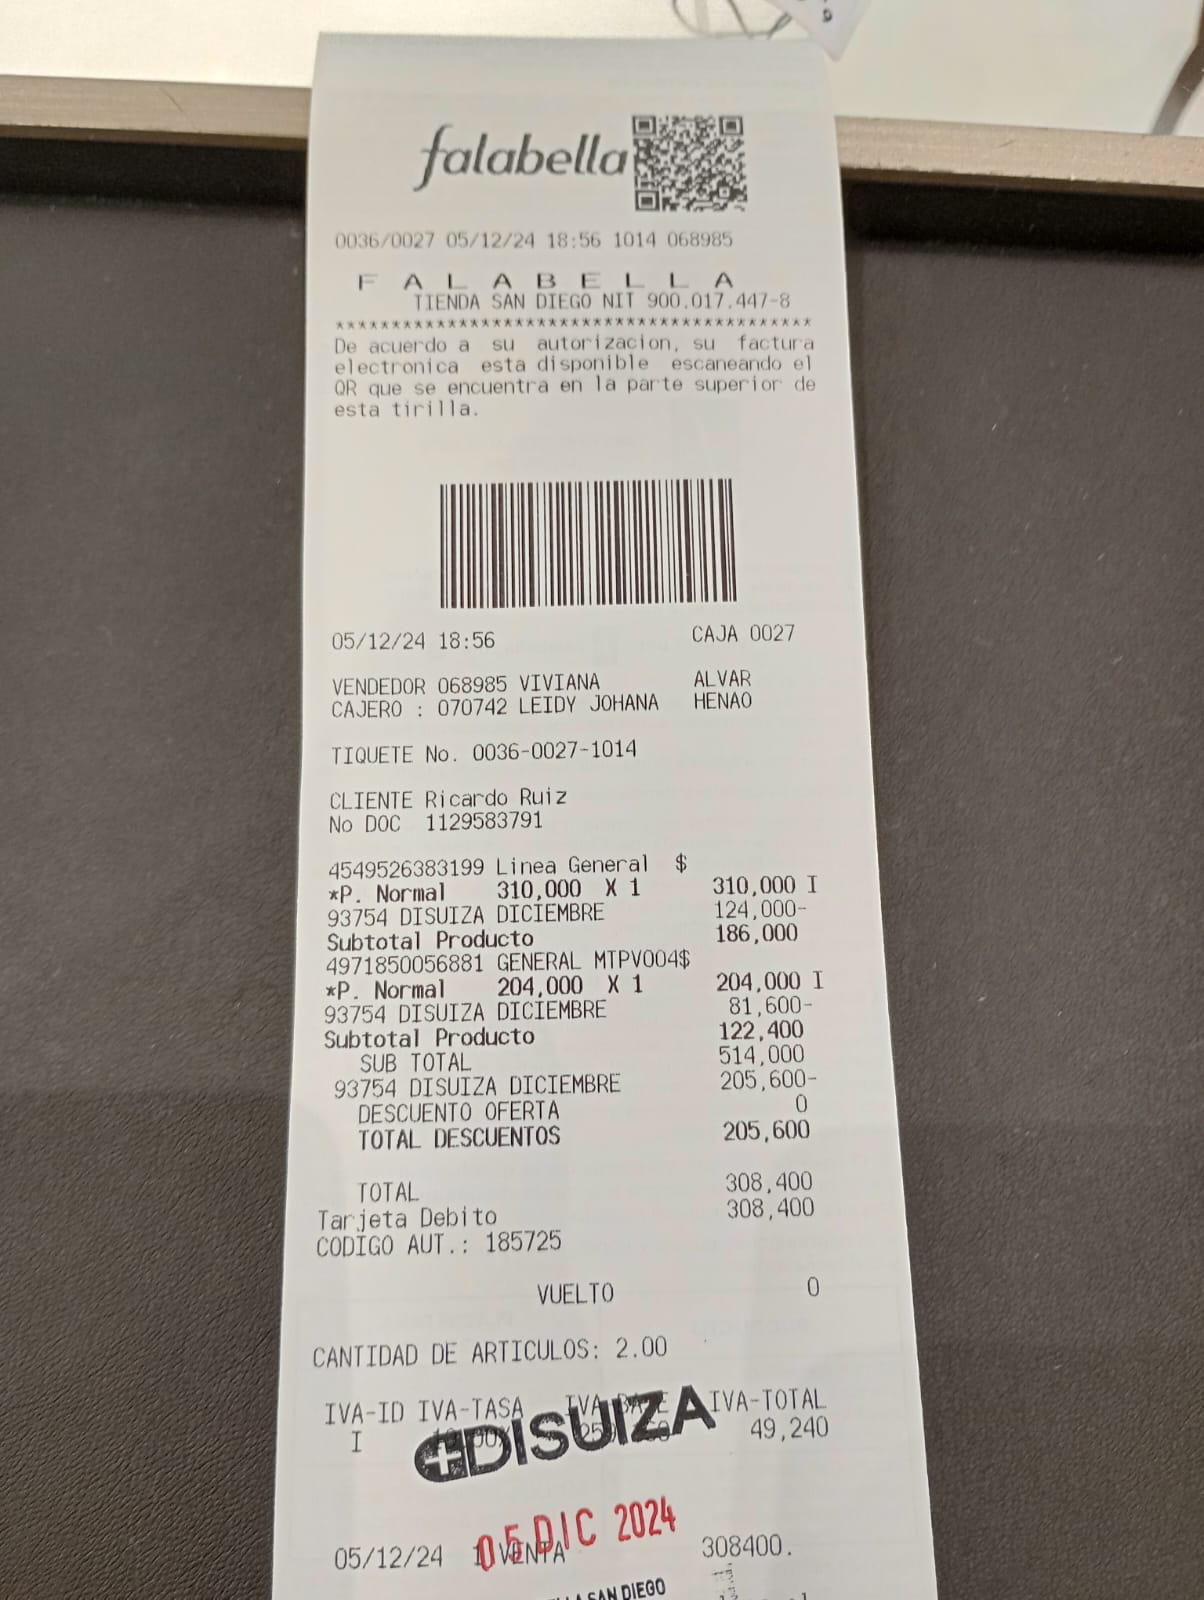 falabella
0036/0027 05/12/24 18:56 1014 068985
F A L A B E L L A
TIENDA SAN DIEGO NIT 900.017.447-8
******************************************
De acuerdo a su autorizacion, su factura
electronica esta disponible escaneando el
QR que se encuentra en la parte superior de
esta tirilla.
05/12/24 18:56 CAJA 0027
VENDEDOR 068985 VIVIANA ALVAR
CAJERO : 070742 LEIDY JOHANA HENAO
TIQUETE No. 0036-0027-1014
CLIENTE Ricardo Ruiz
No DOC 1129583791
4549526383199 Linea General $
*P. Normal 310,000 X 1 310,000 I
93754 DISUIZA DICIEMBRE 124,000-
Subtotal Producto 186,000
4971850056881 GENERAL MTPV004$
*P. Normal 204,000 X 1 204,000 I
93754 DISUIZA DICIEMBRE 81,600-
Subtotal Producto 122,400
SUB TOTAL 514,000
93754 DISUIZA DICIEMBRE 205,600-
DESCUENTO OFERTA 0
TOTAL DESCUENTOS 205,600
TOTAL 308,400
Tarjeta Debito 308,400
CODIGO AUT.: 185725
VUELTO 0
CANTIDAD DE ARTICULOS: 2.00
IVA-ID IVA-TASA IVA-BASE IVA-TOTAL
I 49,240
DISUIZA
05 DIC 2024
05/12/24 VENTA 308400.
SAN DIEGO